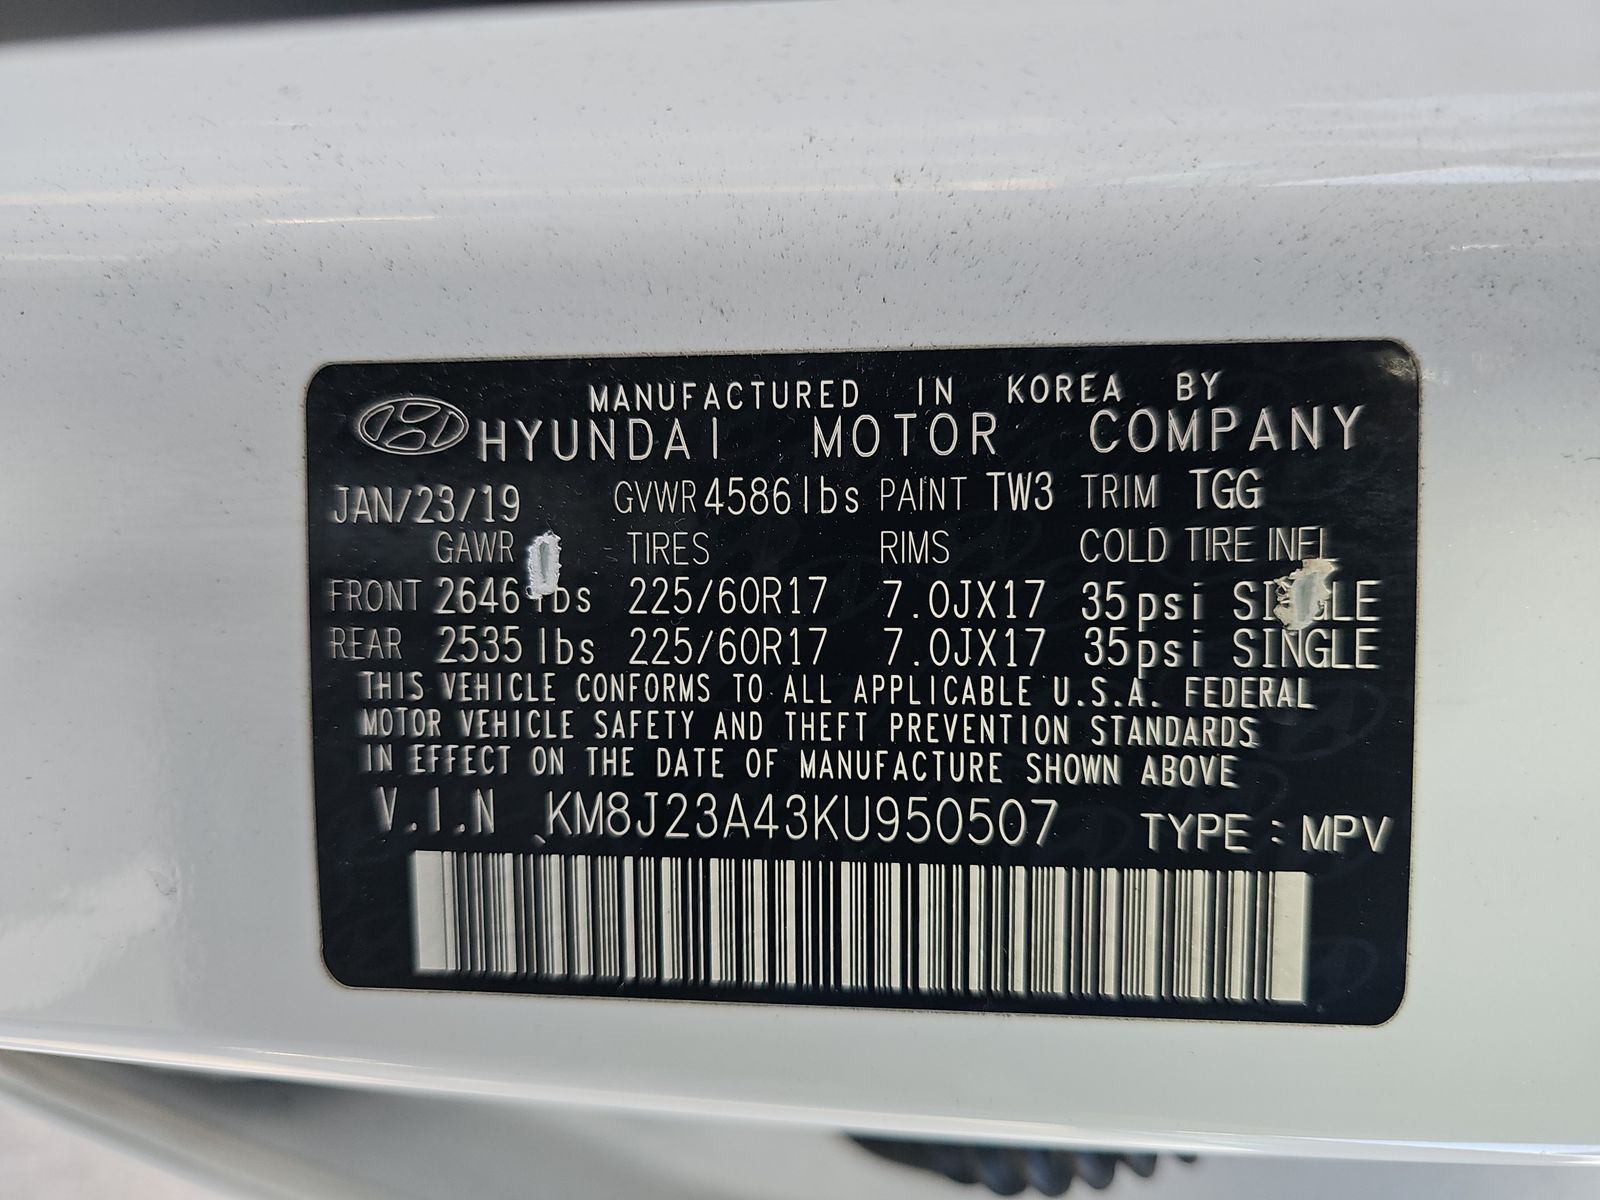 MANUFACTURED IN KOREA BY
HYUNDAI MOTOR COMPANY
JAN/23/19 GVWR 4586 lbs PAINT TW3 TRIM TGG
GAWR TIRES RIMS COLD TIRE INFL
FRONT 2646 lbs 225/60R17 7.0JX17 35psi SINGLE
REAR 2535 lbs 225/60R17 7.0JX17 35psi SINGLE
THIS VEHICLE CONFORMS TO ALL APPLICABLE U.S.A. FEDERAL
MOTOR VEHICLE SAFETY AND THEFT PREVENTION STANDARDS
IN EFFECT ON THE DATE OF MANUFACTURE SHOWN ABOVE
V.I.N KM8J23A43KU950507 TYPE : MPV